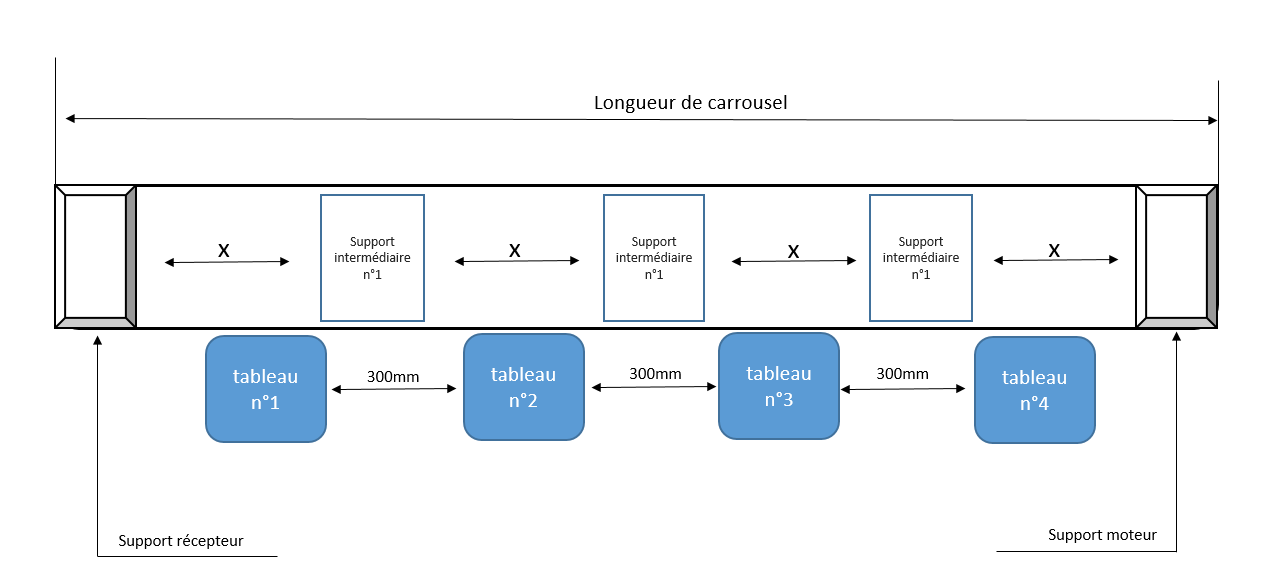 Longueur de carrousel
X
Support
intermédiaire
n°1
X
Support
intermédiaire
n°1
X
Support
intermédiaire
n°1
X
tableau
n°1
300mm
tableau
n°2
300mm
tableau
n°3
300mm
tableau
n°4
Support récepteur
Support moteur